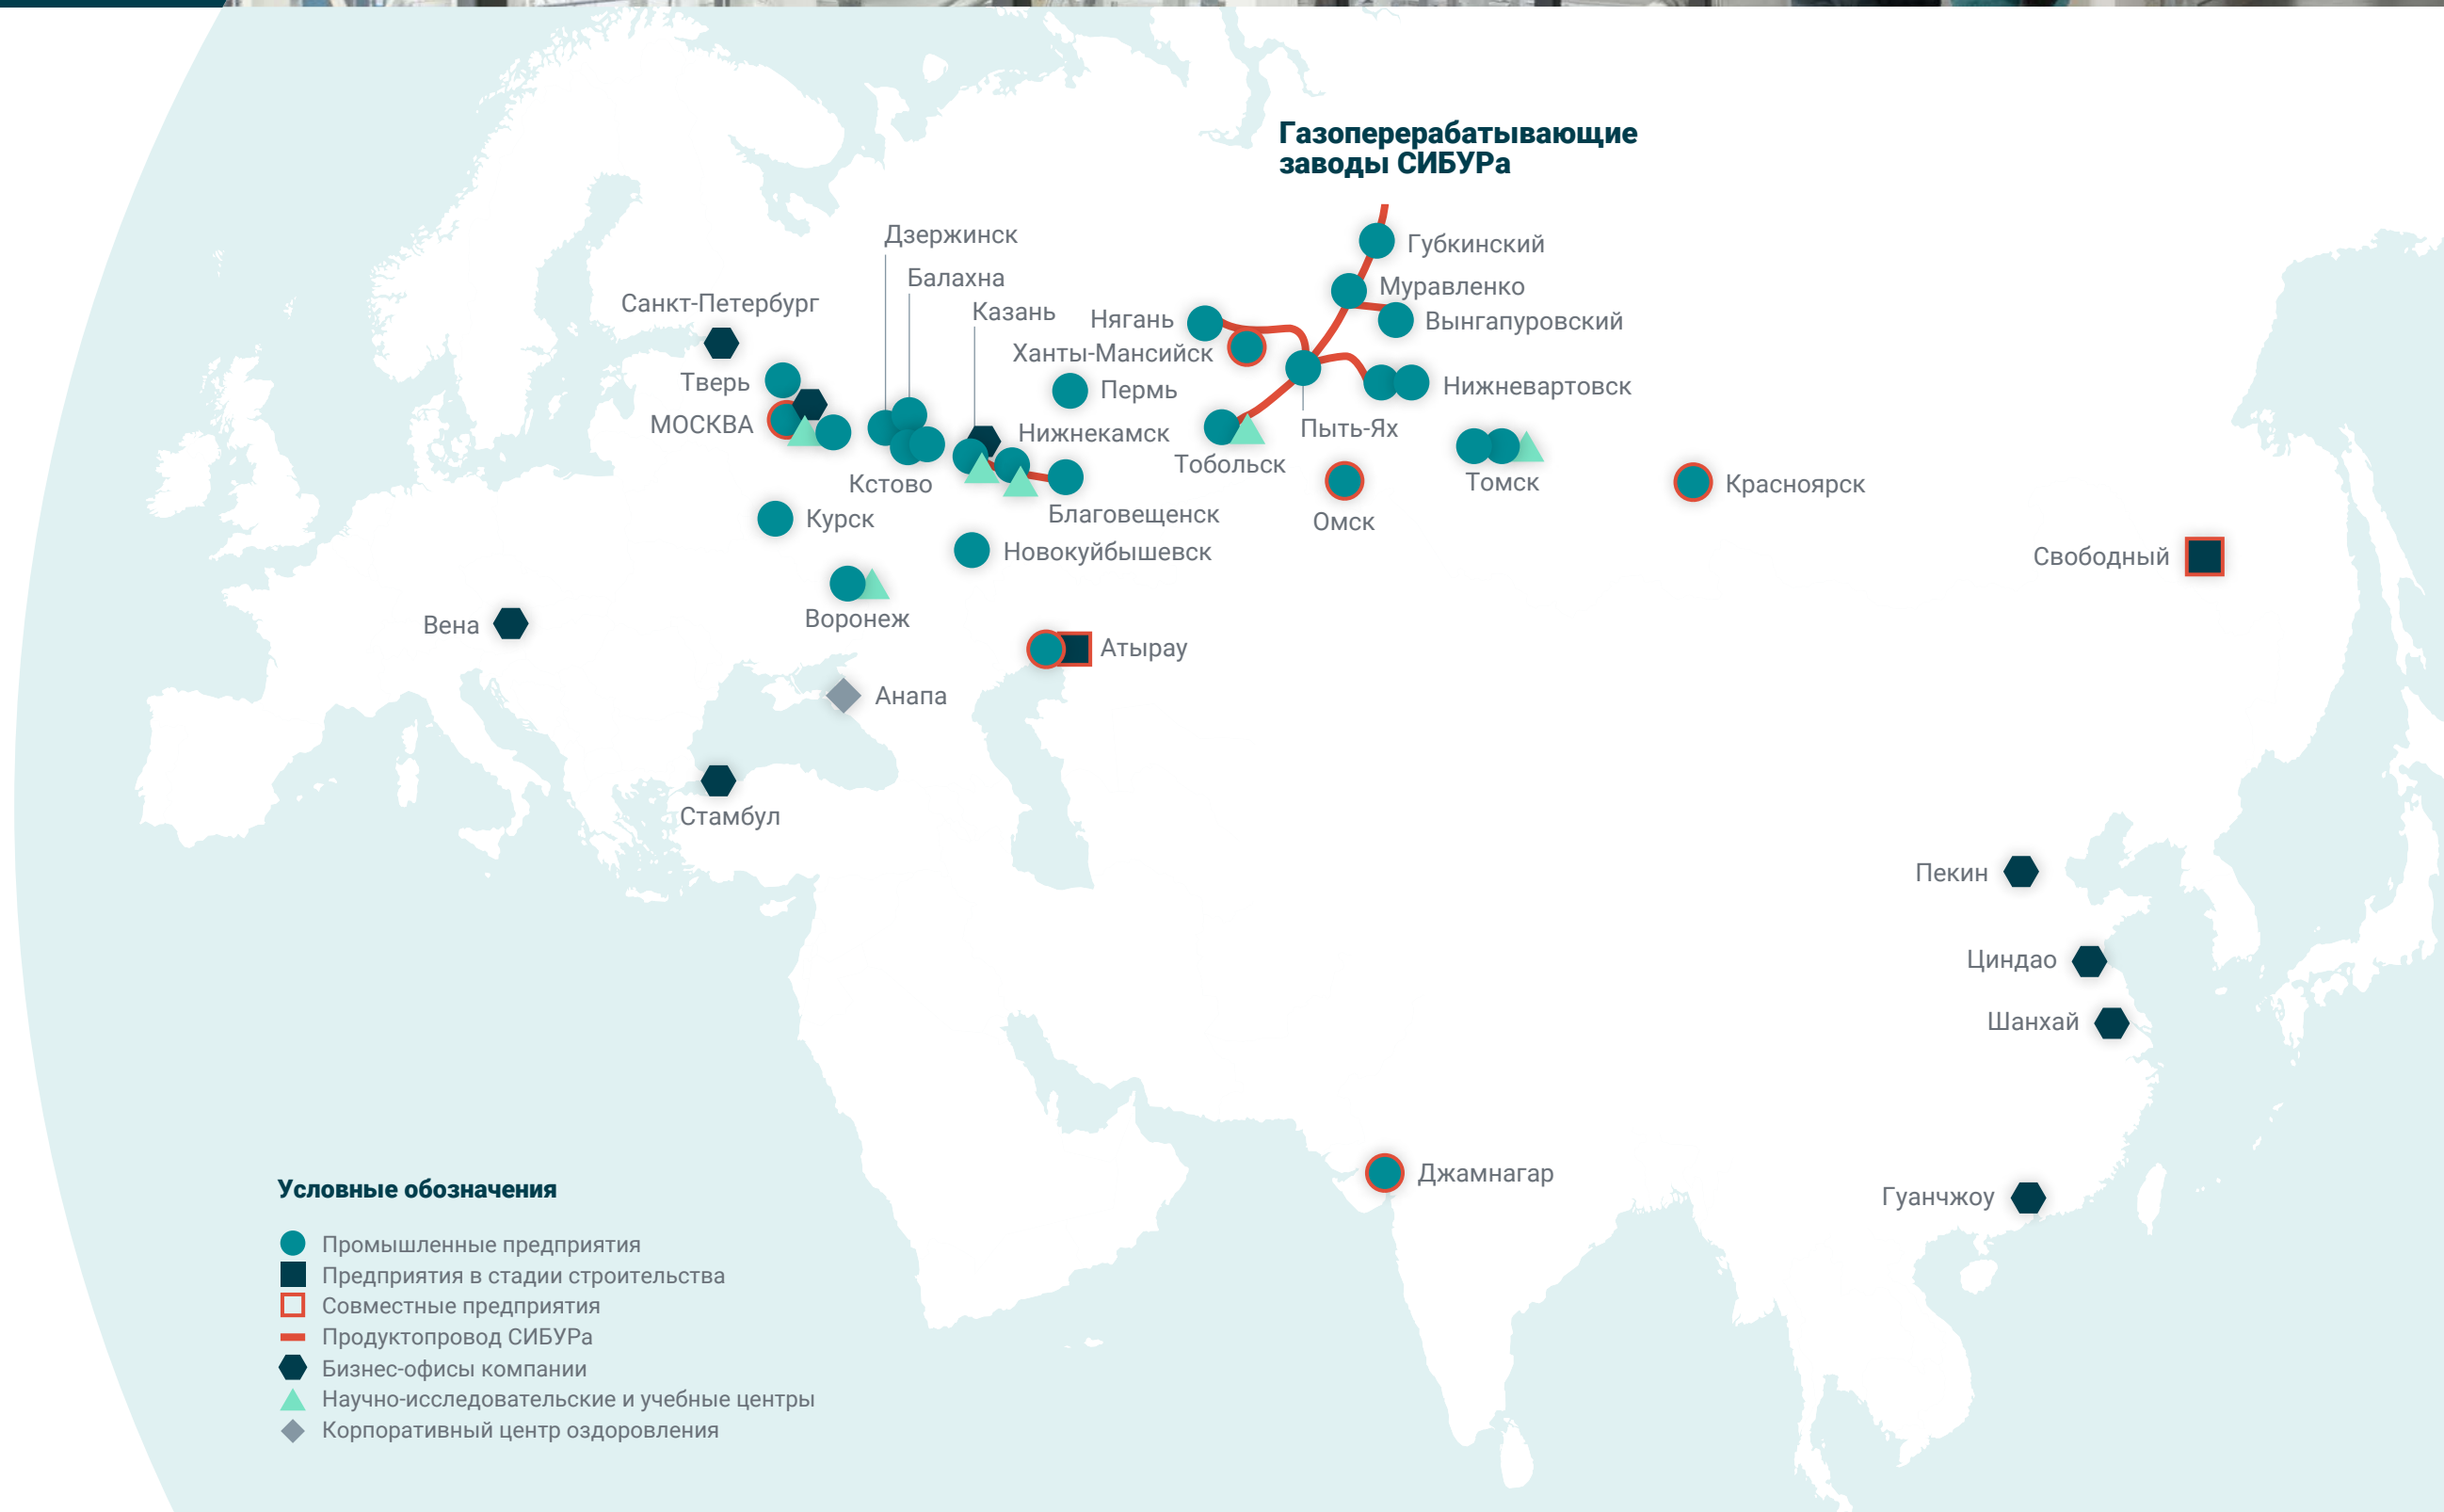 Газоперерабатывающие
заводы СИБУРа
Дзержинск
Губкинский
Балахна
Муравленко
Санкт-Петербург
Казань
Нягань
Вынгапуровский
Ханты-Мансийск
Тверь
Пермь
Нижневартовск
МОСКВА
Нижнекамск
Пыть-Ях
Тобольск
Кстово
Томск
Красноярск
Курск
Благовещенск
Омск
Новокуйбышевск
Свободный
Воронеж
Вена
Атырау
Анапа
Стамбул
Пекин
Циндао
Шанхай
Джамнагар
Гуанчжоу
Условные обозначения
Промышленные предприятия
Предприятия в стадии строительства
Совместные предприятия
Продуктопровод СИБУРа
Бизнес-офисы компании
Научно-исследовательские и учебные центры
Корпоративный центр оздоровления